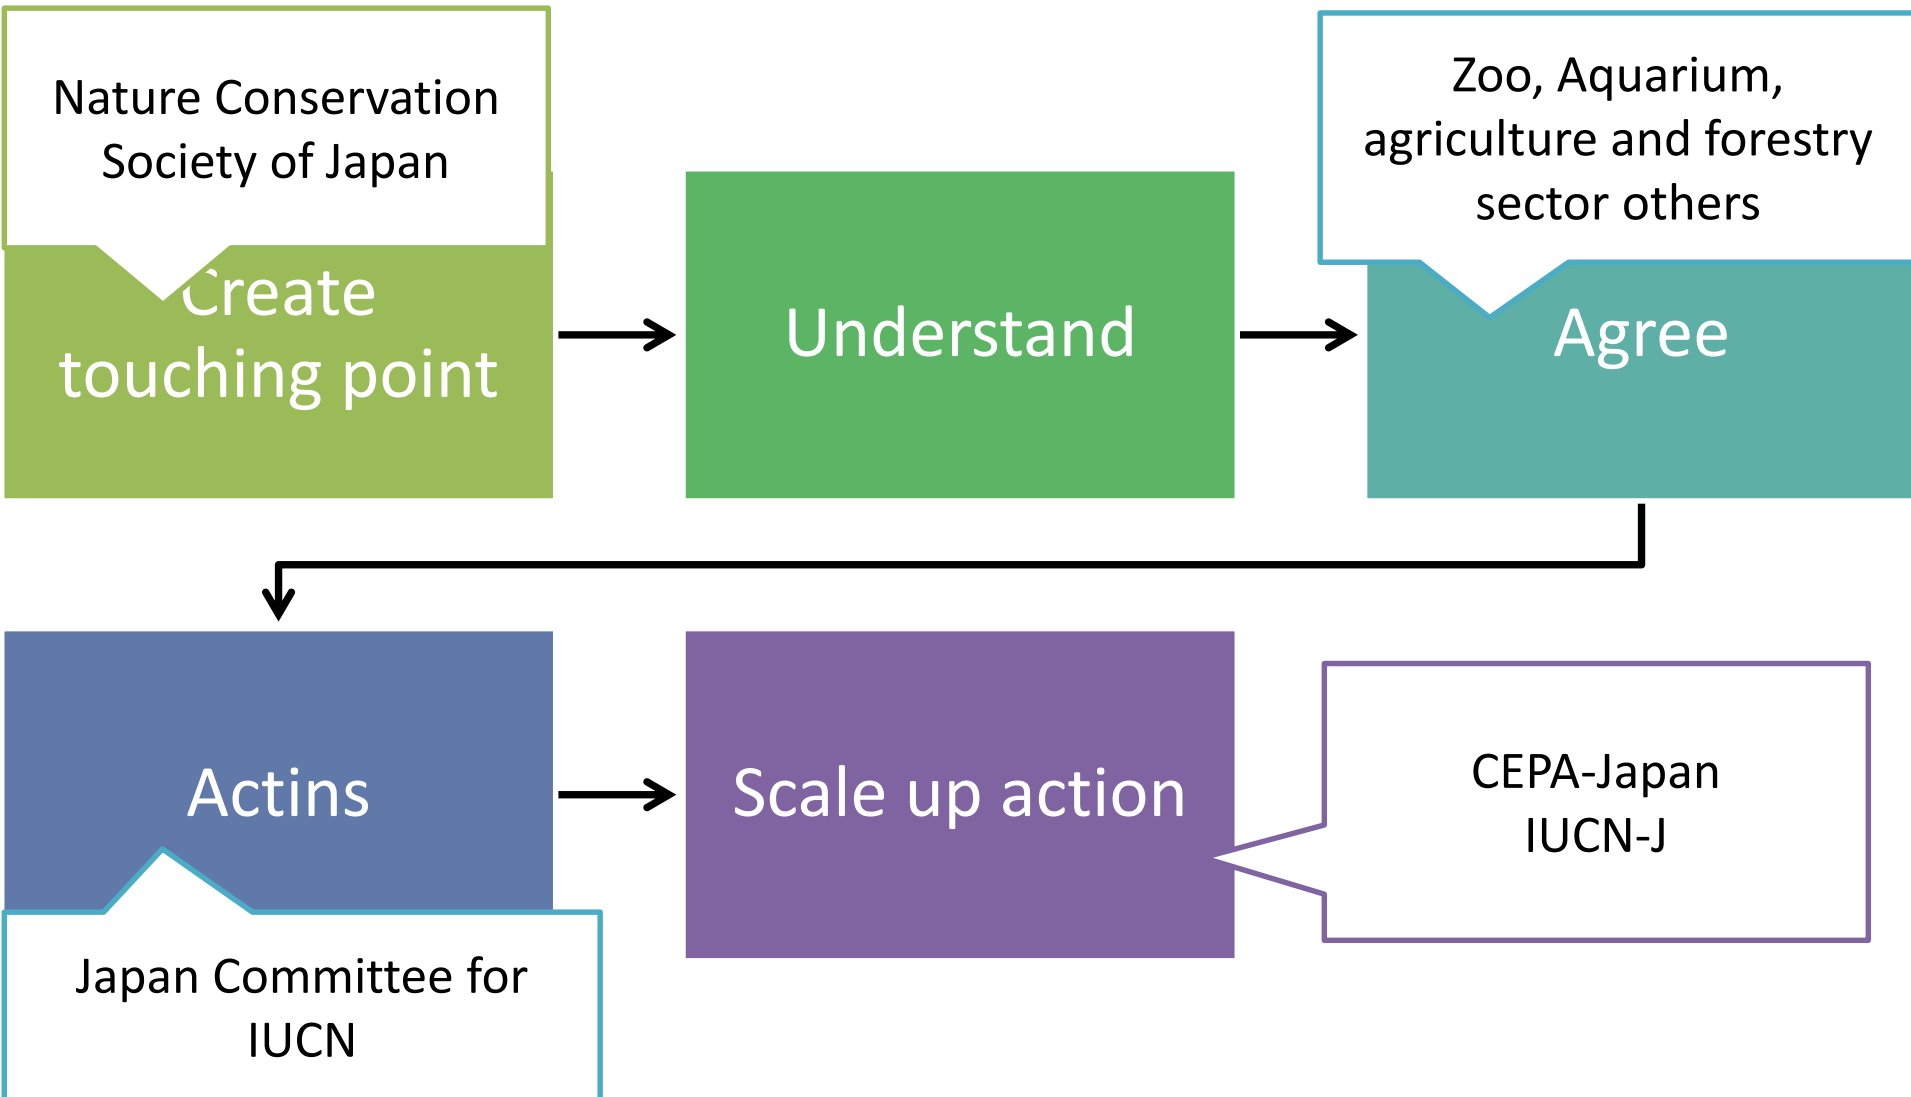 Nature Conservation
Society of Japan
Create
touching point
Understand
Zoo, Aquarium,
agriculture and forestry
sector others
Agree
Actins
Japan Committee for
IUCN
Scale up action
CEPA-Japan
IUCN-J